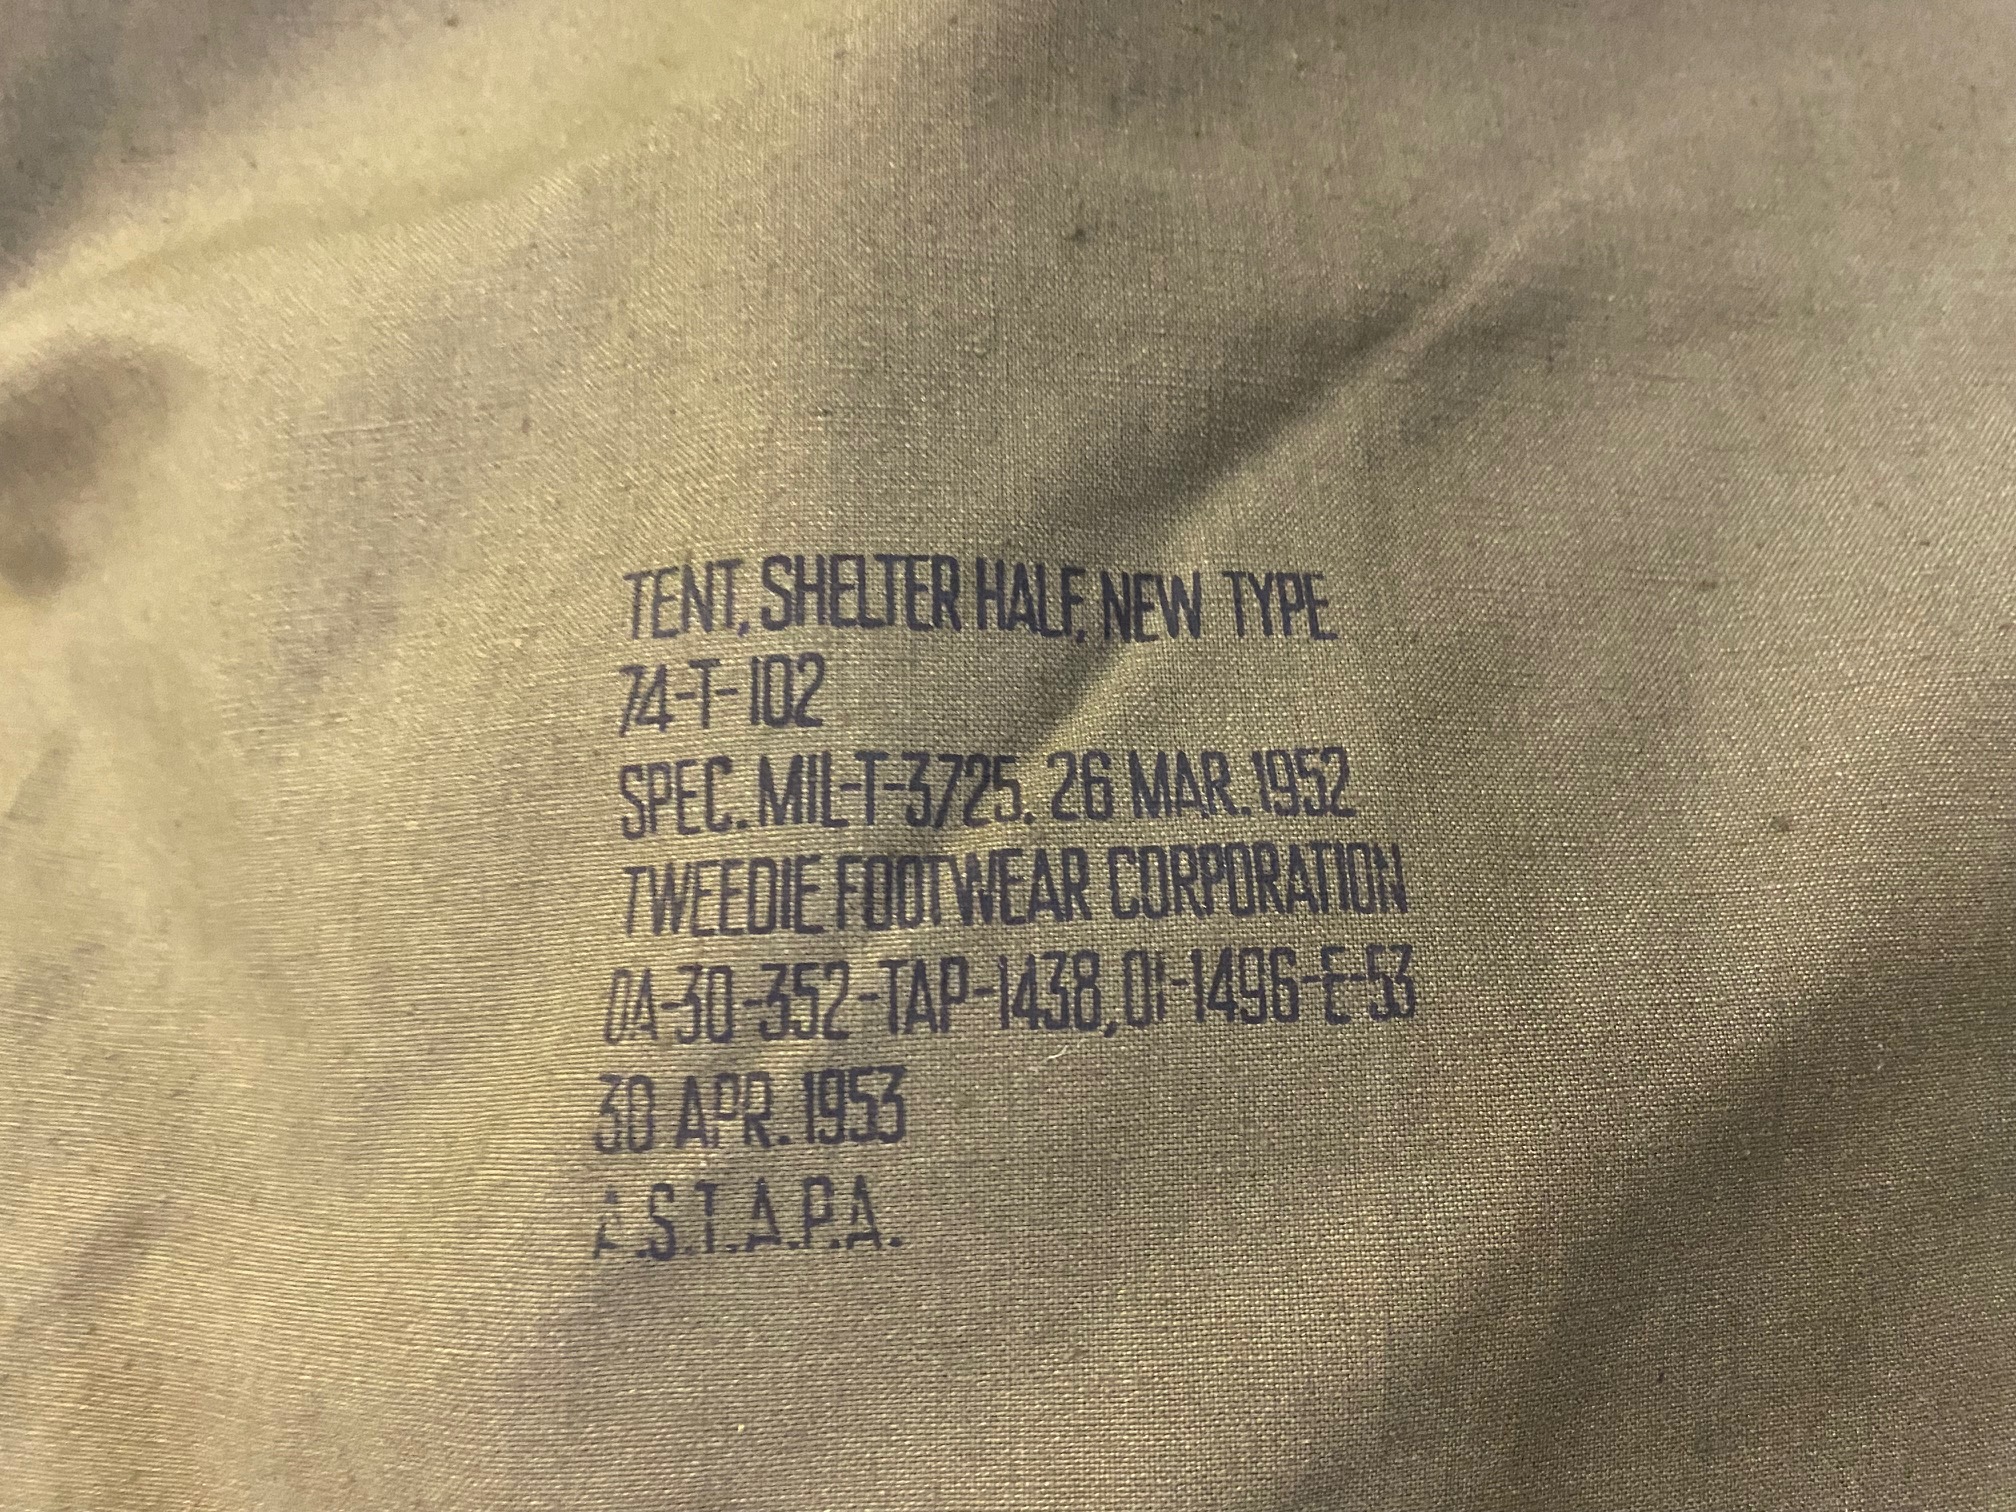 TENT, SHELTER HALF, NEW TYPE
74-T-102
SPEC. MIL-T-3725. 26 MAR. 1952
TWEEDIE FOOTWEAR CORPORATION
DA-30-352-TAP-1438, OI-1496-E-53
30 APR. 1953
A.S.T.A.P.A.